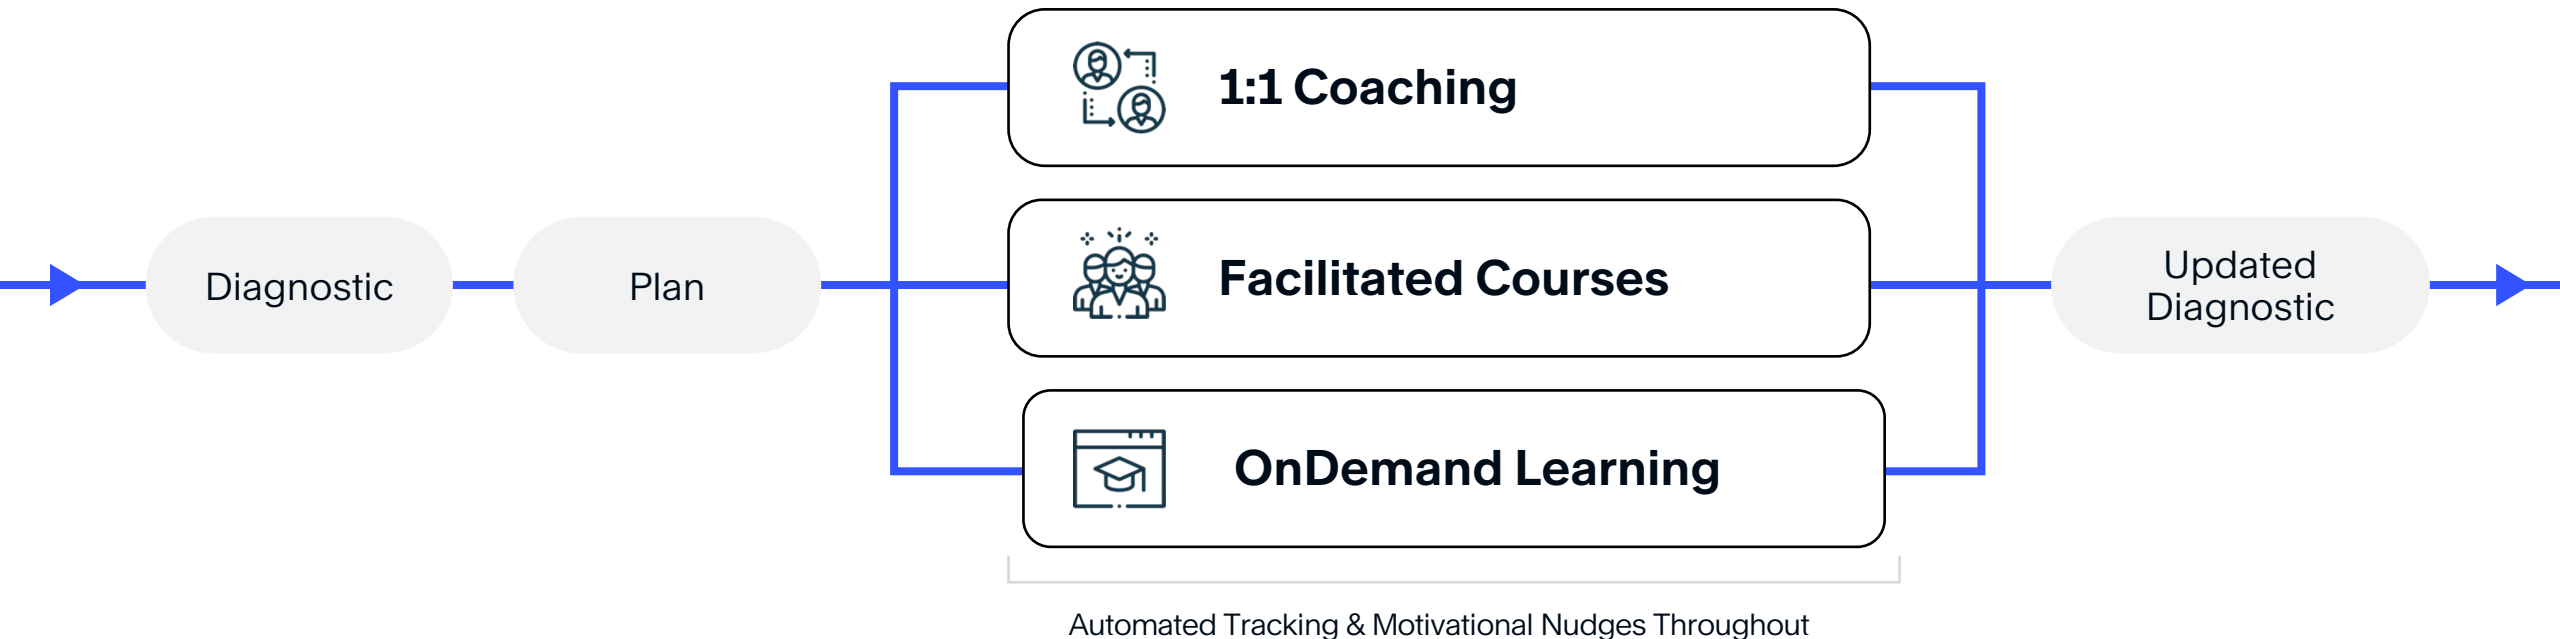 Diagnostic
Plan
1:1 Coaching
Facilitated Courses
OnDemand Learning
Updated
Diagnostic
Automated Tracking & Motivational Nudges Throughout